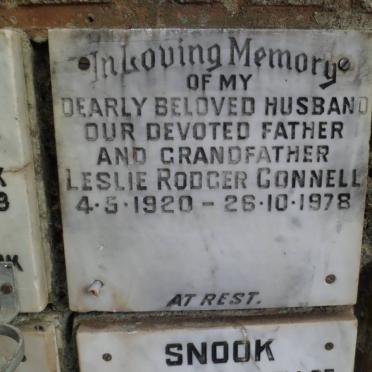 In Loving Memory
OF MY
DEARLY BELOVED HUSBAND
OUR DEVOTED FATHER
AND GRANDFATHER
LESLIE RODGER CONNELL
4·5·1920 – 26·10·1978
AT REST.
SNOOK